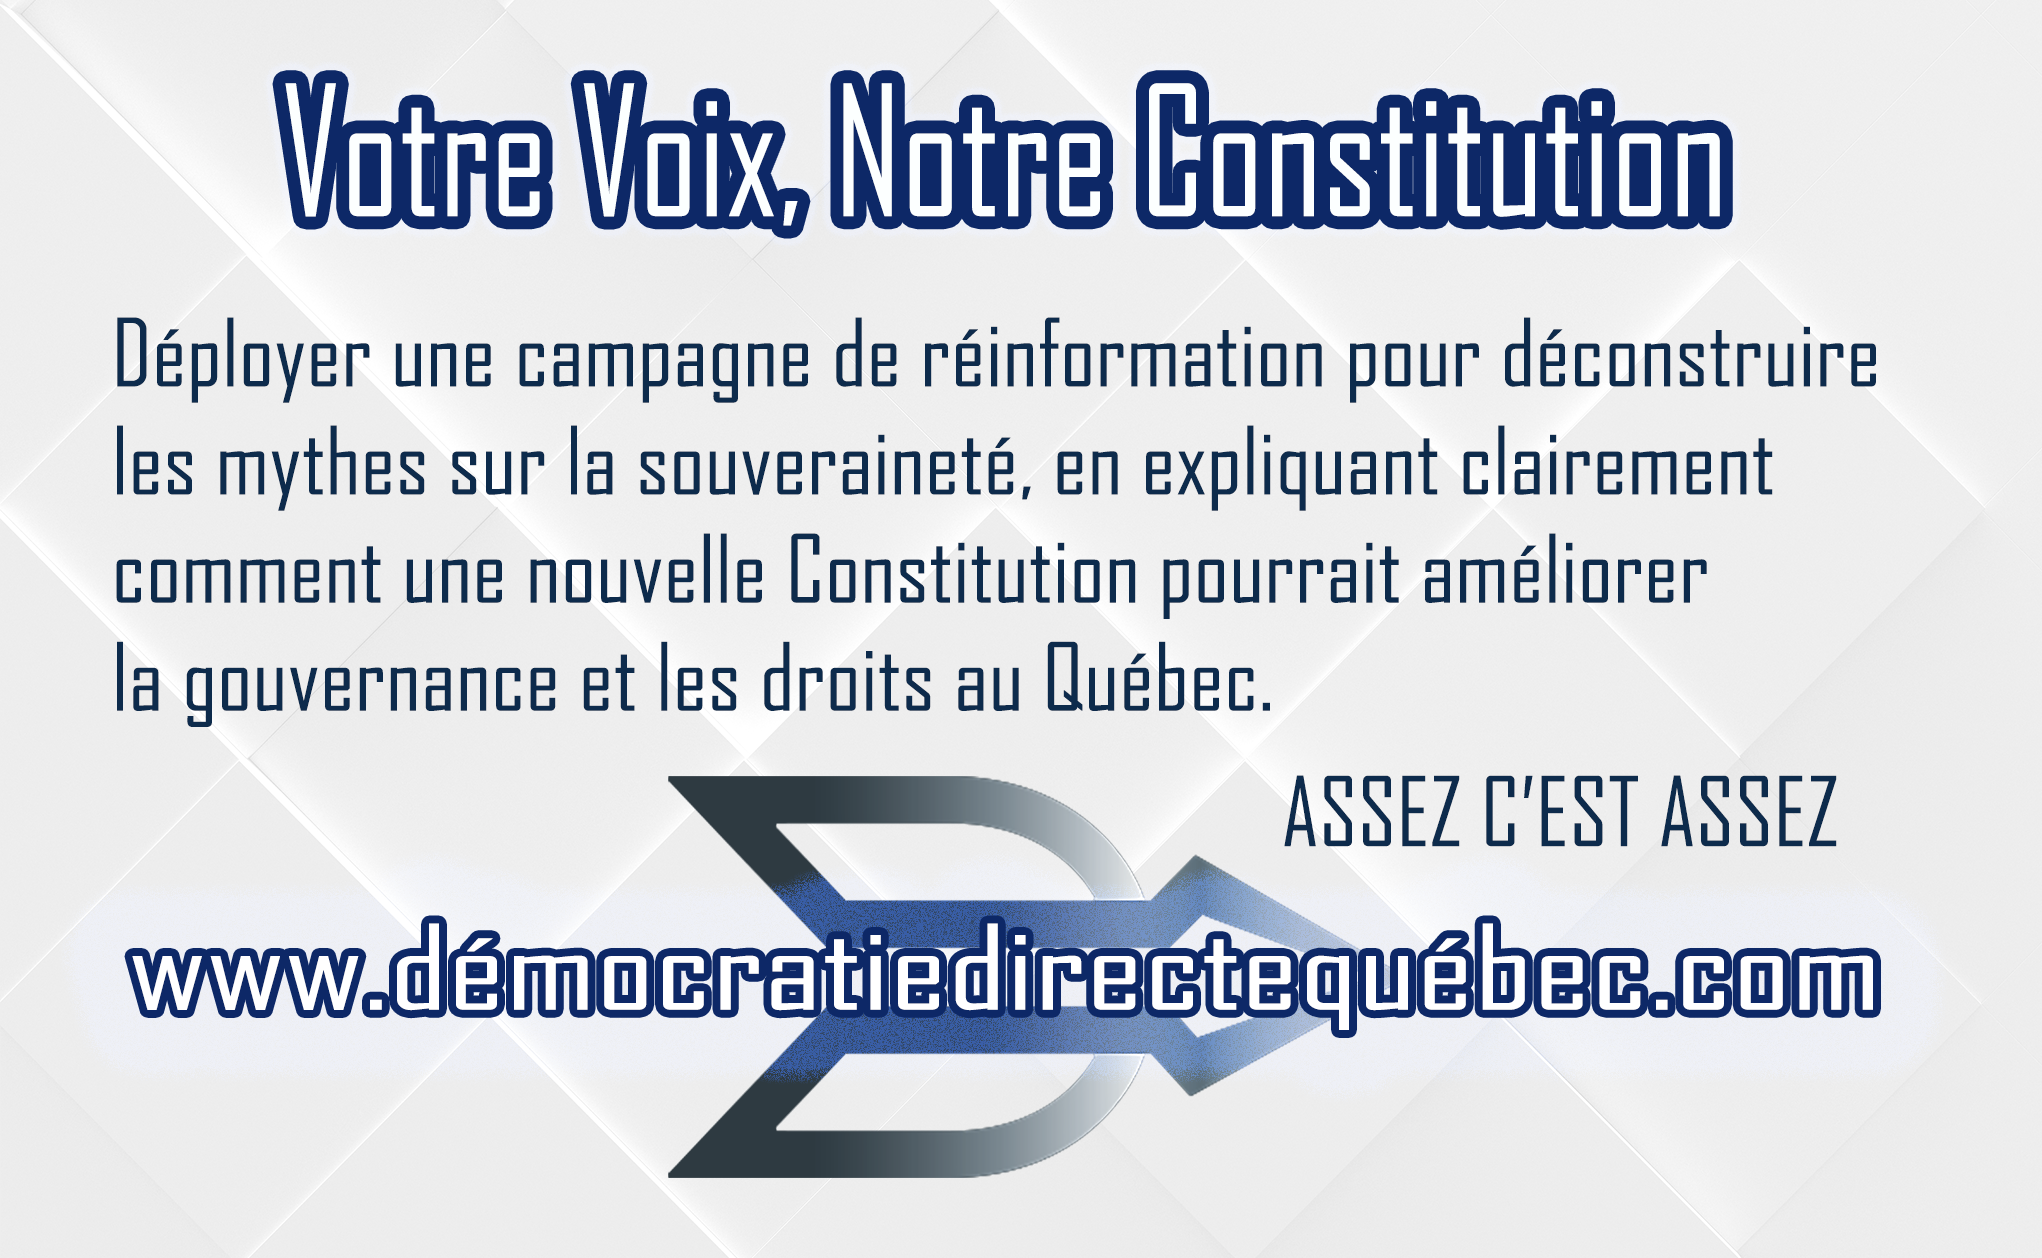 Votre Voix, Notre Constitution
Déployer une campagne de réinformation pour déconstruire
les mythes sur la souveraineté, en expliquant clairement
comment une nouvelle Constitution pourrait améliorer
la gouvernance et les droits au Québec.
ASSEZ C'EST ASSEZ
www.démocratiedirectequébec.com